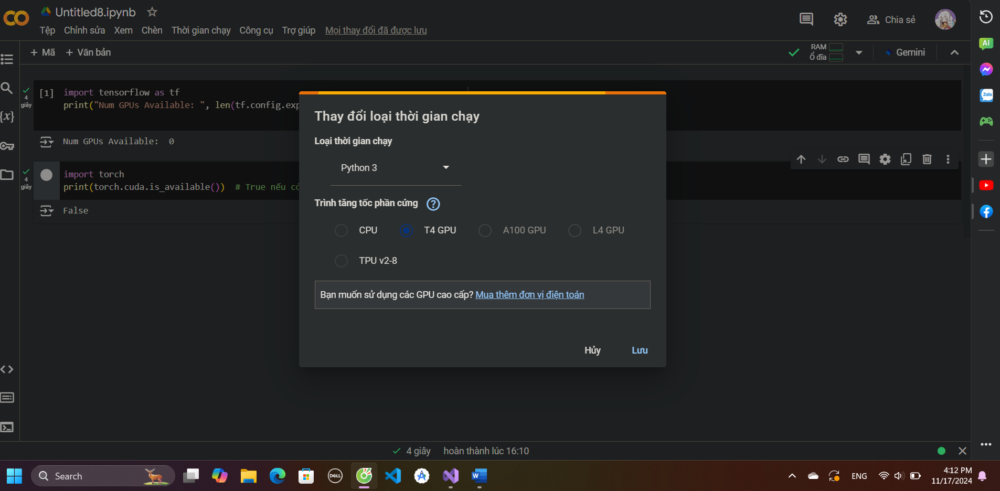 Untitled8.ipynb
Tệp Chỉnh sửa Xem Chèn Thời gian chạy Công cụ Trợ giúp Mọi thay đổi đã được lưu
Chia sẻ
AI
+ Mã + Văn bản
RAM
Ổ đĩa
Gemini
4
giây
[1]
import tensorflow as tf
print("Num GPUs Available: ", len(tf.config.exp
Num GPUs Available:  0
4
giây
import torch
print(torch.cuda.is_available())  # True nếu có
False
Thay đổi loại thời gian chạy
Loại thời gian chạy
Python 3
Trình tăng tốc phần cứng
?
CPU T4 GPU A100 GPU L4 GPU
TPU v2-8
Bạn muốn sử dụng các GPU cao cấp? Mua thêm đơn vị điện toán
Hủy Lưu
{x}
Zalo
4 giây hoàn thành lúc 16:10
Search
DELL
W
ENG
4:12 PM
11/17/2024